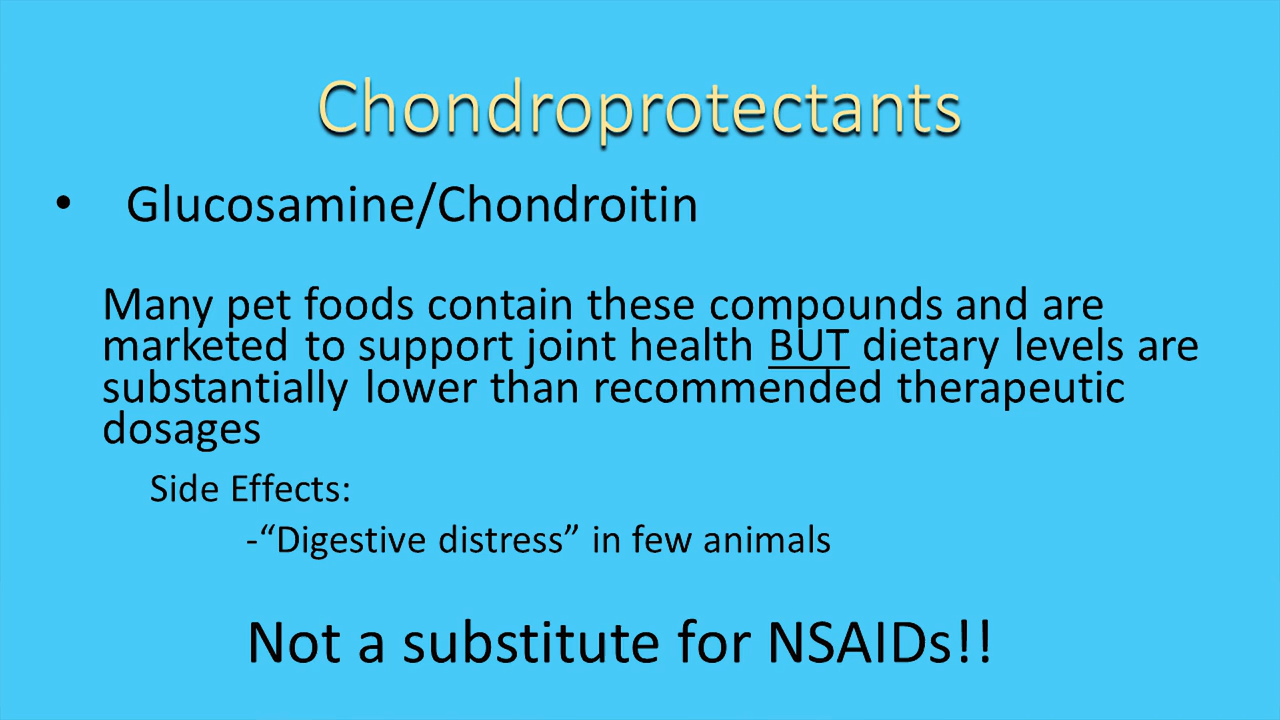 Chondroprotectants
• Glucosamine/Chondroitin
Many pet foods contain these compounds and are
marketed to support joint health BUT dietary levels are
substantially lower than recommended therapeutic
dosages
Side Effects:
-“Digestive distress” in few animals
Not a substitute for NSAIDs!!